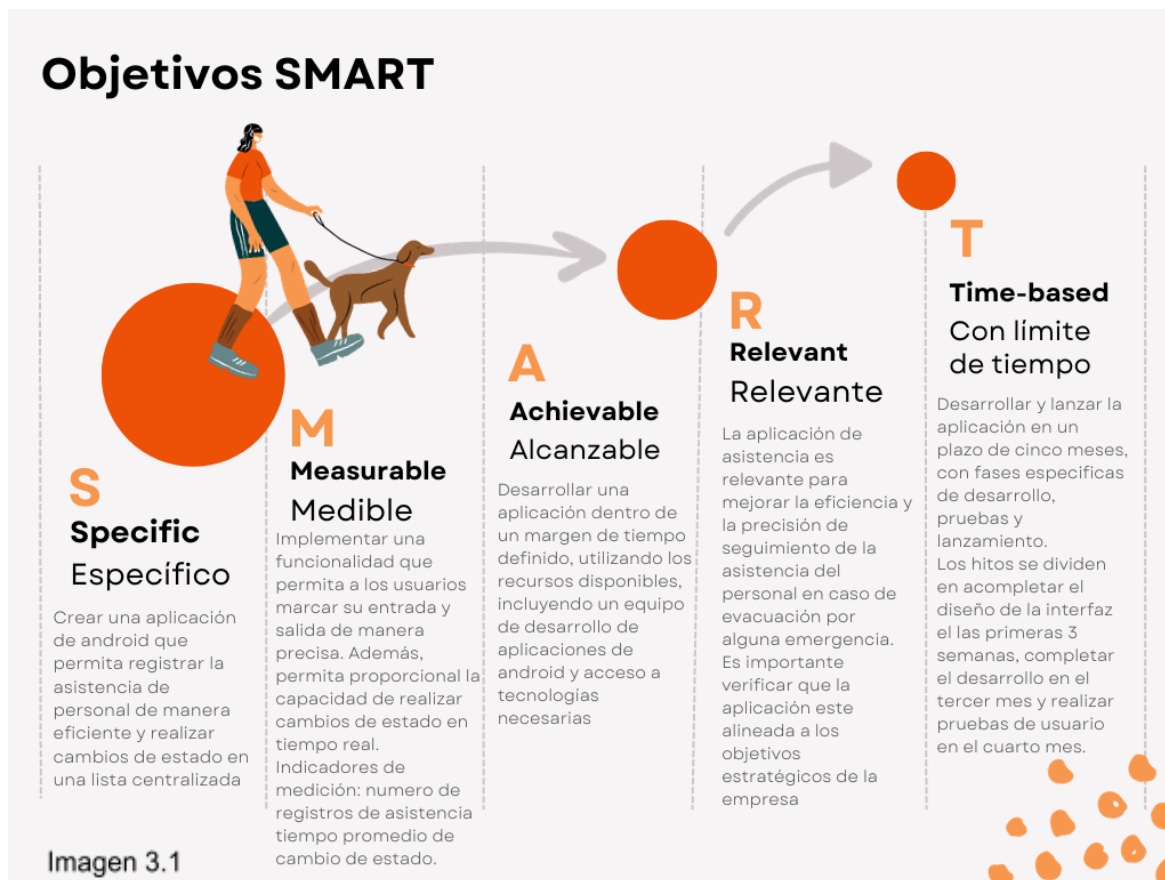 Objetivos SMART
S
Specific
Específico
Crear una aplicación
de android que
permita registrar la
asistencia de
personal de manera
eficiente y realizar
cambios de estado en
una lista centralizada
M
Measurable
Medible
Implementar una
funcionalidad que
permita a los usuarios
marcar su entrada y
salida de manera
precisa. Además,
permita proporcional la
capacidad de realizar
cambios de estado en
tiempo real.
Indicadores de
medición: numero de
registros de asistencia
tiempo promedio de
cambio de estado.
A
Achievable
Alcanzable
Desarrollar una
aplicación dentro de
un margen de tiempo
definido, utilizando los
recursos disponibles,
incluyendo un equipo
de desarrollo de
aplicaciones de
android y acceso a
tecnologías
necesarias
R
Relevant
Relevante
La aplicación de
asistencia es
relevante para
mejorar la eficiencia y
la precisión de
seguimiento de la
asistencia del
personal en caso de
evacuación por
alguna emergencia.
Es importante
verificar que la
aplicación este
alineada a los
objetivos
estratégicos de la
empresa
T
Time-based
Con límite
de tiempo
Desarrollar y lanzar la
aplicación en un
plazo de cinco meses,
con fases especificas
de desarrollo,
pruebas y
lanzamiento.
Los hitos se dividen
en acompletar el
diseño de la interfaz
el las primeras 3
semanas, completar
el desarrollo en el
tercer mes y realizar
pruebas de usuario
en el cuarto mes.
Imagen 3.1